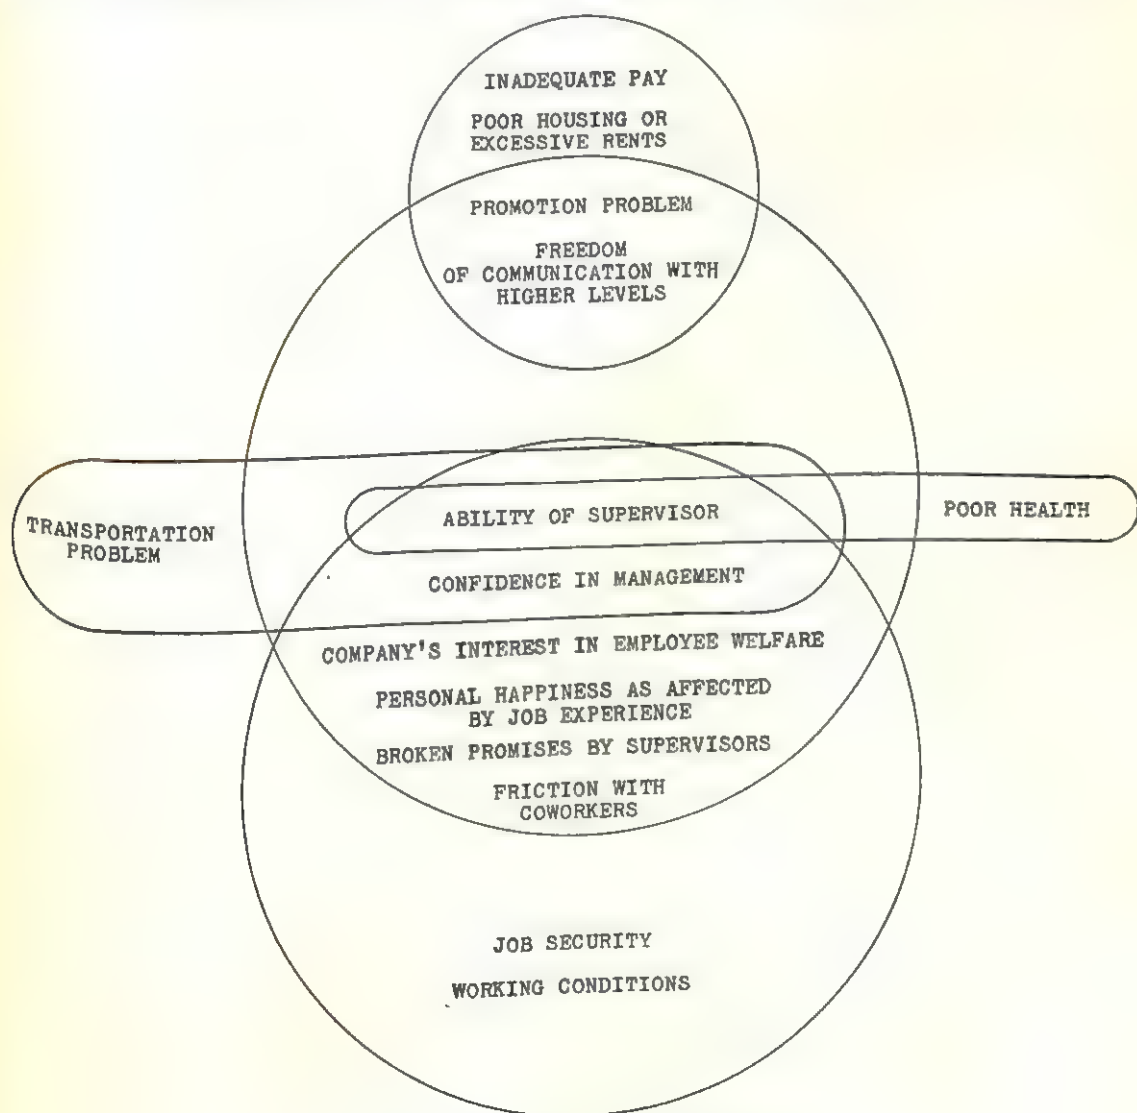 INADEQUATE PAY
POOR HOUSING OR
EXCESSIVE RENTS
PROMOTION PROBLEM
FREEDOM
OF COMMUNICATION WITH
HIGHER LEVELS
TRANSPORTATION
PROBLEM
ABILITY OF SUPERVISOR
POOR HEALTH
CONFIDENCE IN MANAGEMENT
COMPANY'S INTEREST IN EMPLOYEE WELFARE
PERSONAL HAPPINESS AS AFFECTED
BY JOB EXPERIENCE
BROKEN PROMISES BY SUPERVISORS
FRICTION WITH
COWORKERS
JOB SECURITY
WORKING CONDITIONS